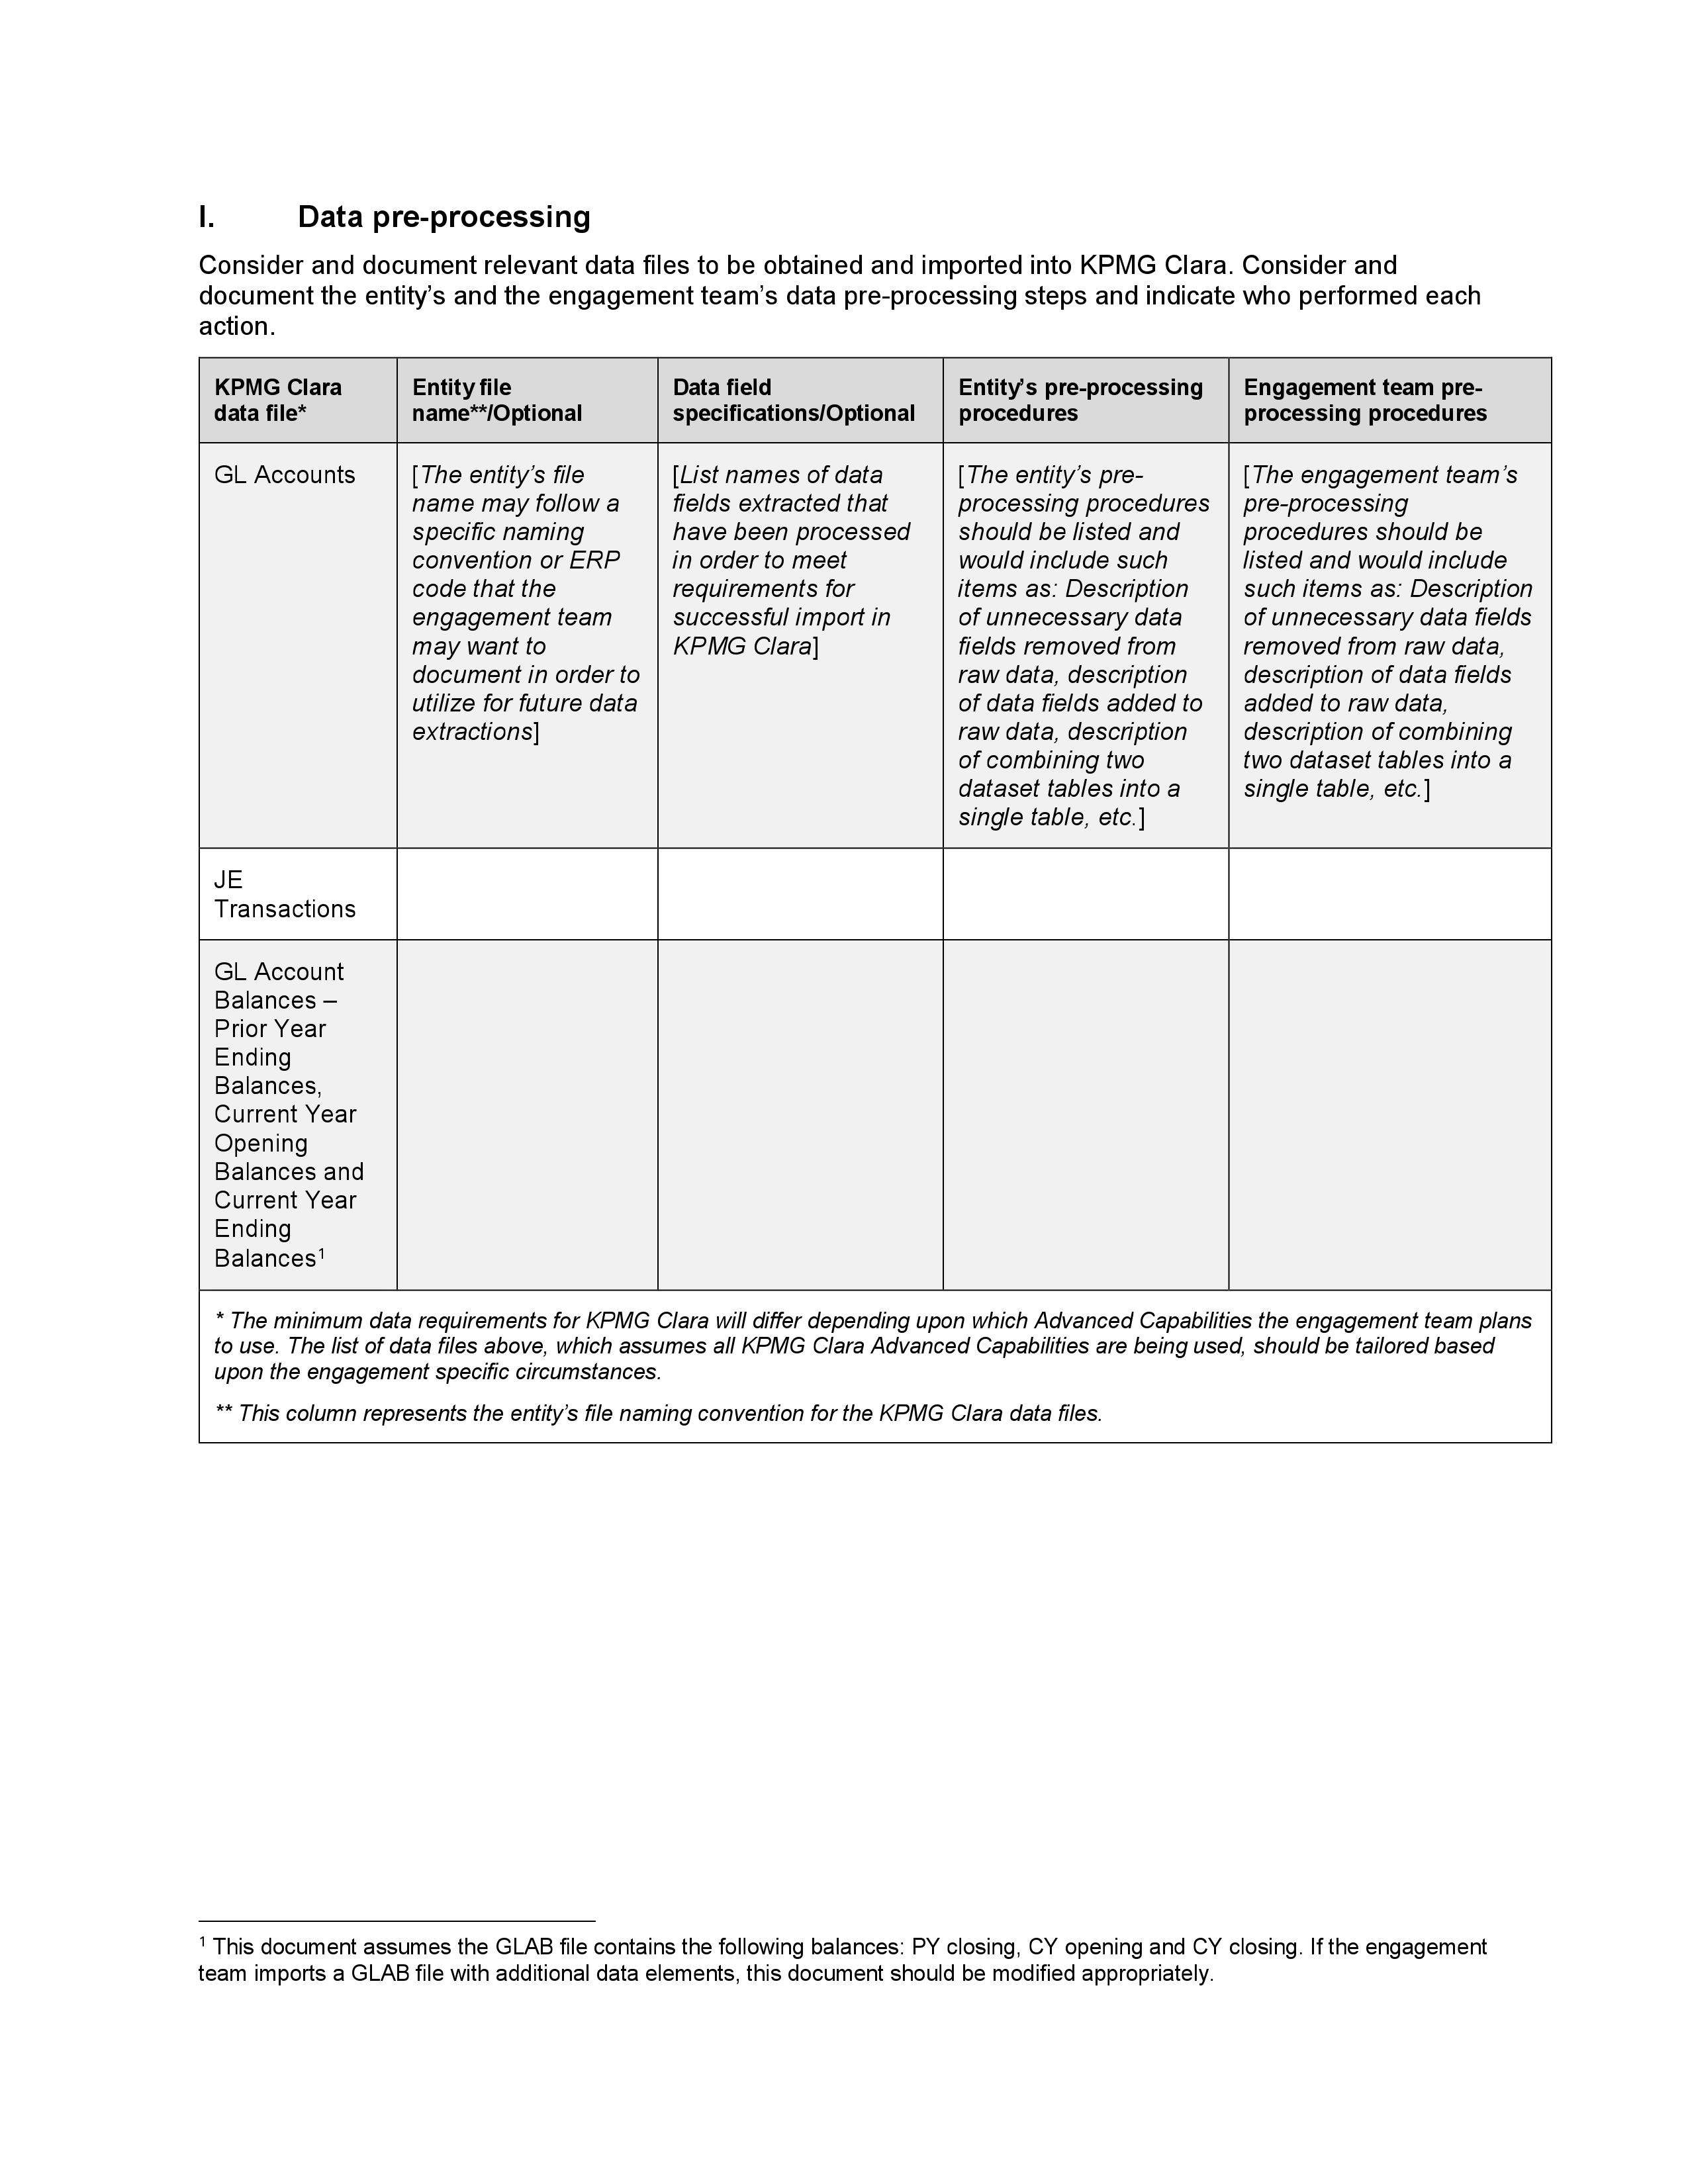 I. Data pre-processing
Consider and document relevant data files to be obtained and imported into KPMG Clara. Consider and
document the entity’s and the engagement team’s data pre-processing steps and indicate who performed each
action.
KPMG Clara
data file*
Entity file
name**/Optional
Data field
specifications/Optional
Entity’s pre-processing
procedures
Engagement team pre-
processing procedures
GL Accounts
[The entity’s file
name may follow a
specific naming
convention or ERP
code that the
engagement team
may want to
document in order to
utilize for future data
extractions]
[List names of data
fields extracted that
have been processed
in order to meet
requirements for
successful import in
KPMG Clara]
[The entity’s pre-
processing procedures
should be listed and
would include such
items as: Description
of unnecessary data
fields removed from
raw data, description
of data fields added to
raw data, description
of combining two
dataset tables into a
single table, etc.]
[The engagement team’s
pre-processing
procedures should be
listed and would include
such items as: Description
of unnecessary data fields
removed from raw data,
description of data fields
added to raw data,
description of combining
two dataset tables into a
single table, etc.]
JE
Transactions
GL Account
Balances –
Prior Year
Ending
Balances,
Current Year
Opening
Balances and
Current Year
Ending
Balances¹
* The minimum data requirements for KPMG Clara will differ depending upon which Advanced Capabilities the engagement team plans
to use. The list of data files above, which assumes all KPMG Clara Advanced Capabilities are being used, should be tailored based
upon the engagement specific circumstances.
** This column represents the entity’s file naming convention for the KPMG Clara data files.
¹ This document assumes the GLAB file contains the following balances: PY closing, CY opening and CY closing. If the engagement
team imports a GLAB file with additional data elements, this document should be modified appropriately.